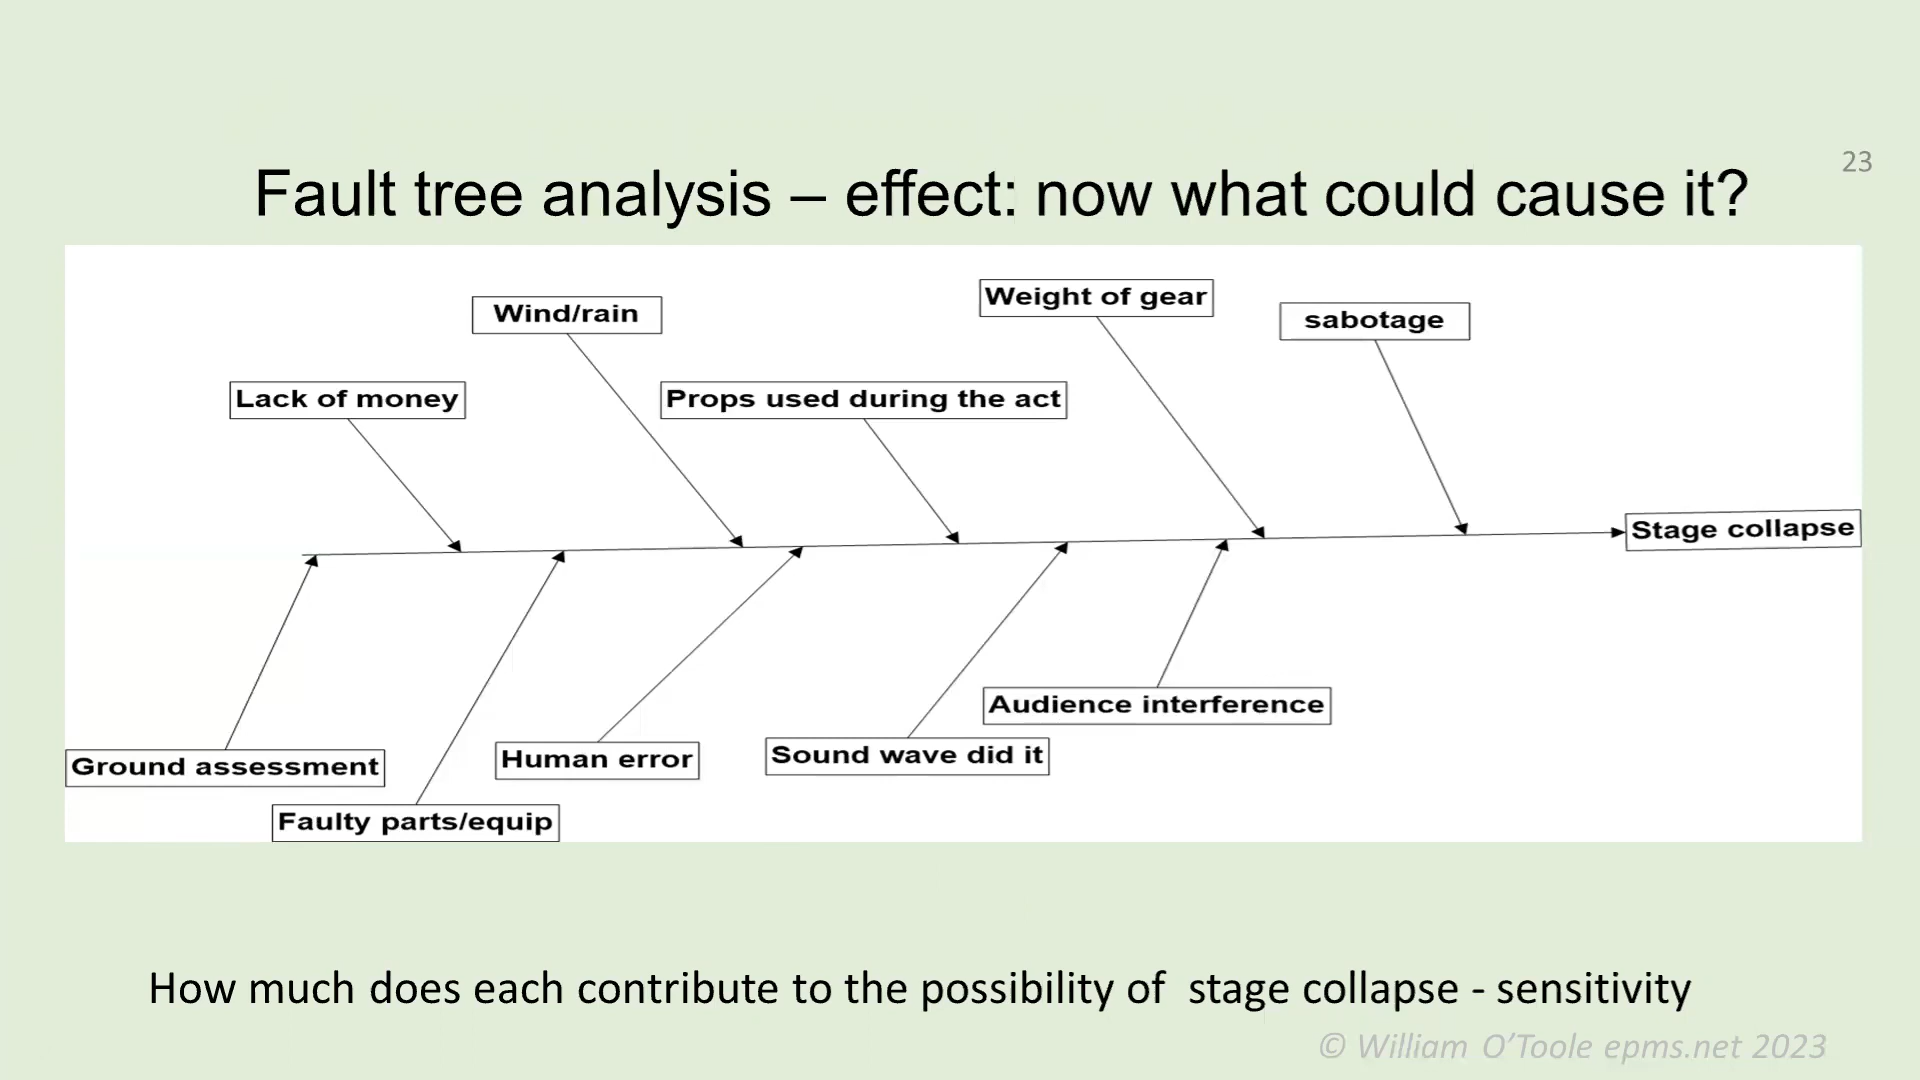 23
Fault tree analysis – effect: now what could cause it?
Weight of gear
Wind/rain
sabotage
Lack of money
Props used during the act
Stage collapse
Audience interference
Ground assessment
Human error
Sound wave did it
Faulty parts/equip
How much does each contribute to the possibility of  stage collapse - sensitivity
© William O’Toole epms.net 2023